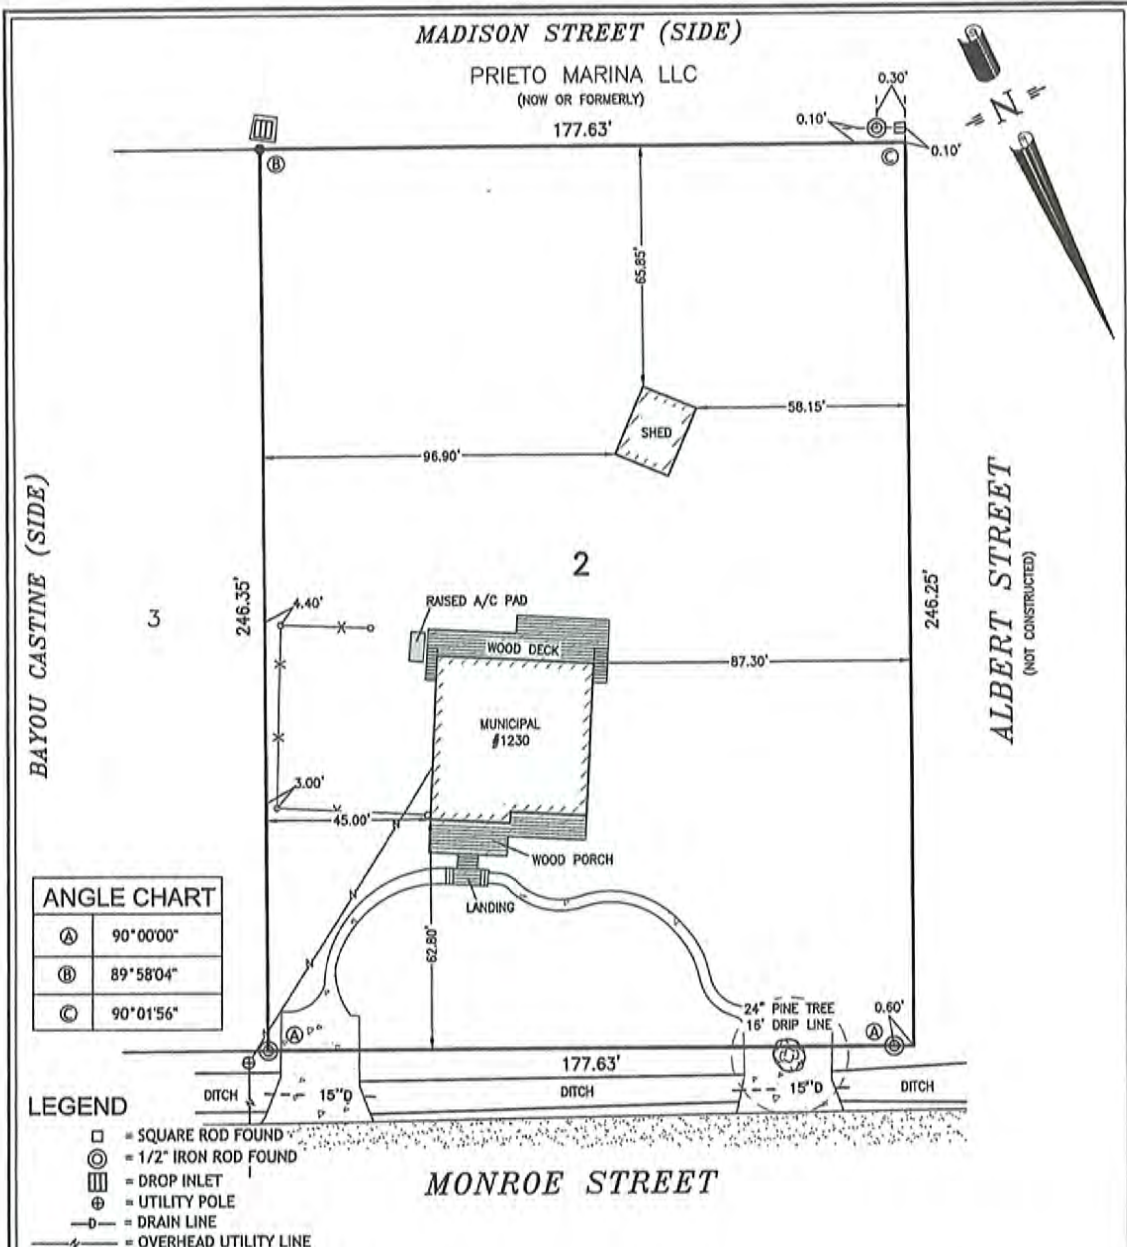 MADISON STREET (SIDE)
PRIETO MARINA LLC
(NOW OR FORMERLY)
177.63'
0.30'
0.10'
0.10'
N
B
C
65.85'
58.15'
SHED
96.90'
BAYOU CASTINE (SIDE)
3
246.35'
2
246.25'
ALBERT STREET
(NOT CONSTRUCTED)
4.40'
RAISED A/C PAD
WOOD DECK
87.30'
MUNICIPAL
#1230
3.00'
45.00'
WOOD PORCH
LANDING
62.80'
ANGLE CHART
A 90°00'00"
B 89°58'04"
C 90°01'56"
24" PINE TREE
16' DRIP LINE
0.60'
A
A
177.63'
DITCH
15"D
DITCH
15"D
DITCH
MONROE STREET
LEGEND
= SQUARE ROD FOUND
= 1/2" IRON ROD FOUND
= DROP INLET
= UTILITY POLE
D = DRAIN LINE
N = OVERHEAD UTILITY LINE